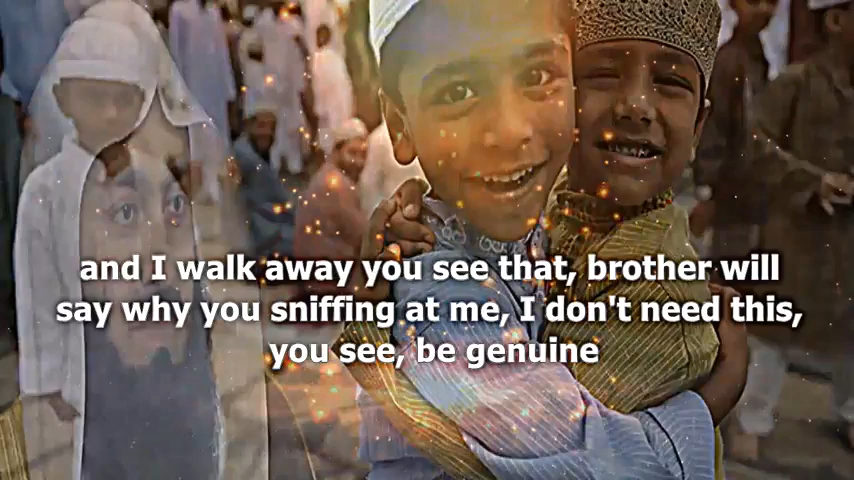 and I walk away you see that, brother will
say why you sniffing at me, I don't need this,
you see, be genuine